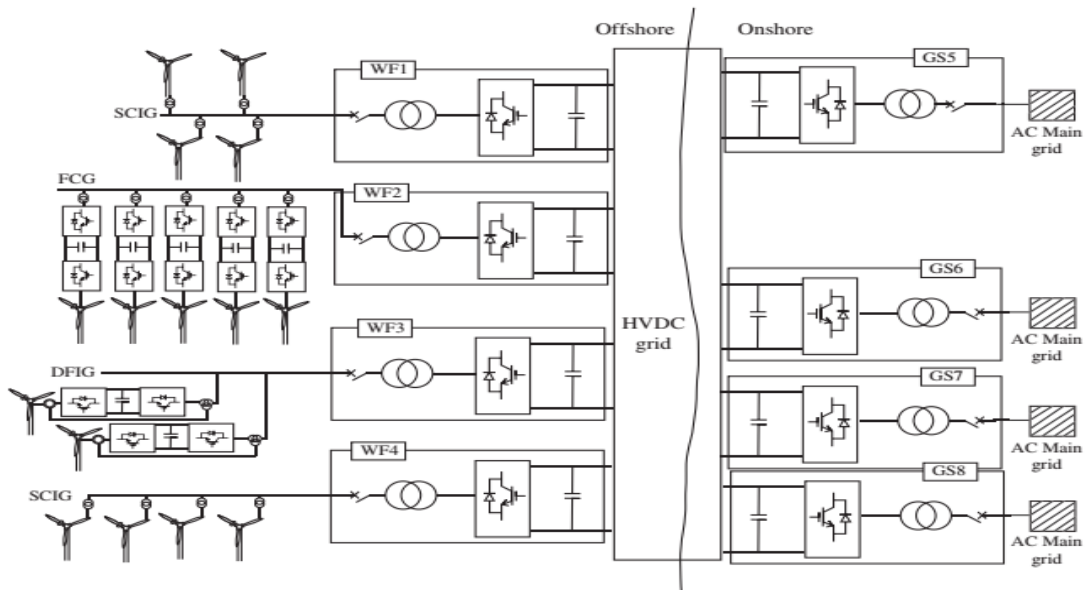 Offshore
Onshore
WF1
GS5
SCIG
AC Main
grid
FCG
WF2
GS6
HVDC
grid
AC Main
grid
WF3
DFIG
GS7
AC Main
grid
WF4
GS8
SCIG
AC Main
grid